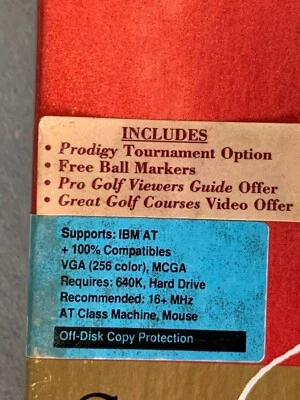 INCLUDES
• Prodigy Tournament Option
• Free Ball Markers
• Pro Golf Viewers Guide Offer
• Great Golf Courses Video Offer
Supports: IBM AT
+ 100% Compatibles
VGA (256 color), MCGA
Requires: 640K, Hard Drive
Recommended: 16+ MHz
AT Class Machine, Mouse
Off-Disk Copy Protection